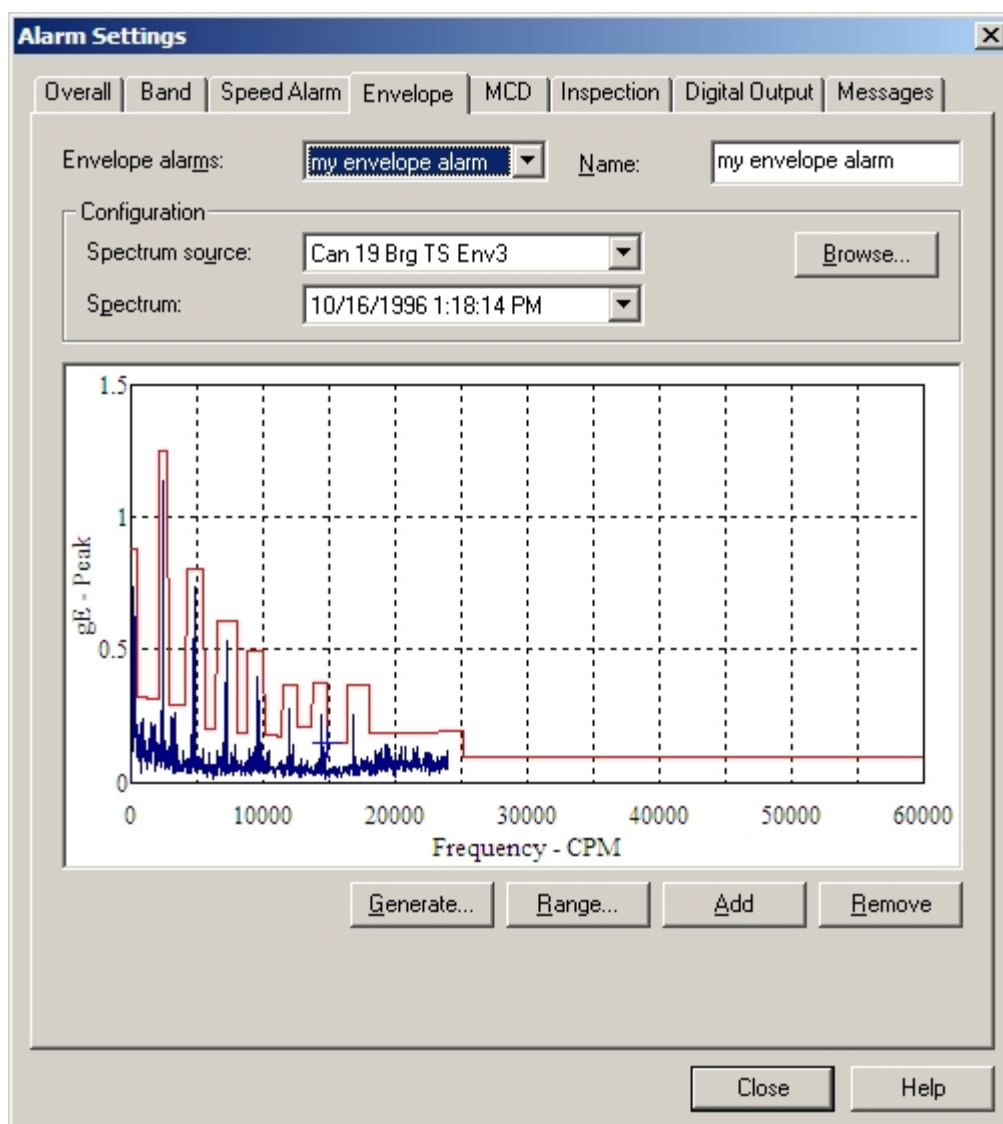 Alarm Settings
Overall Band Speed Alarm Envelope MCD Inspection Digital Output Messages
Envelope alarms: my envelope alarm Name: my envelope alarm
Configuration
Spectrum source: Can 19 Brg TS Env3 Browse...
Spectrum: 10/16/1996 1:18:14 PM
1.5
1
gE - Peak
0.5
0
0 10000 20000 30000 40000 50000 60000
Frequency - CPM
Generate... Range... Add Remove
Close Help